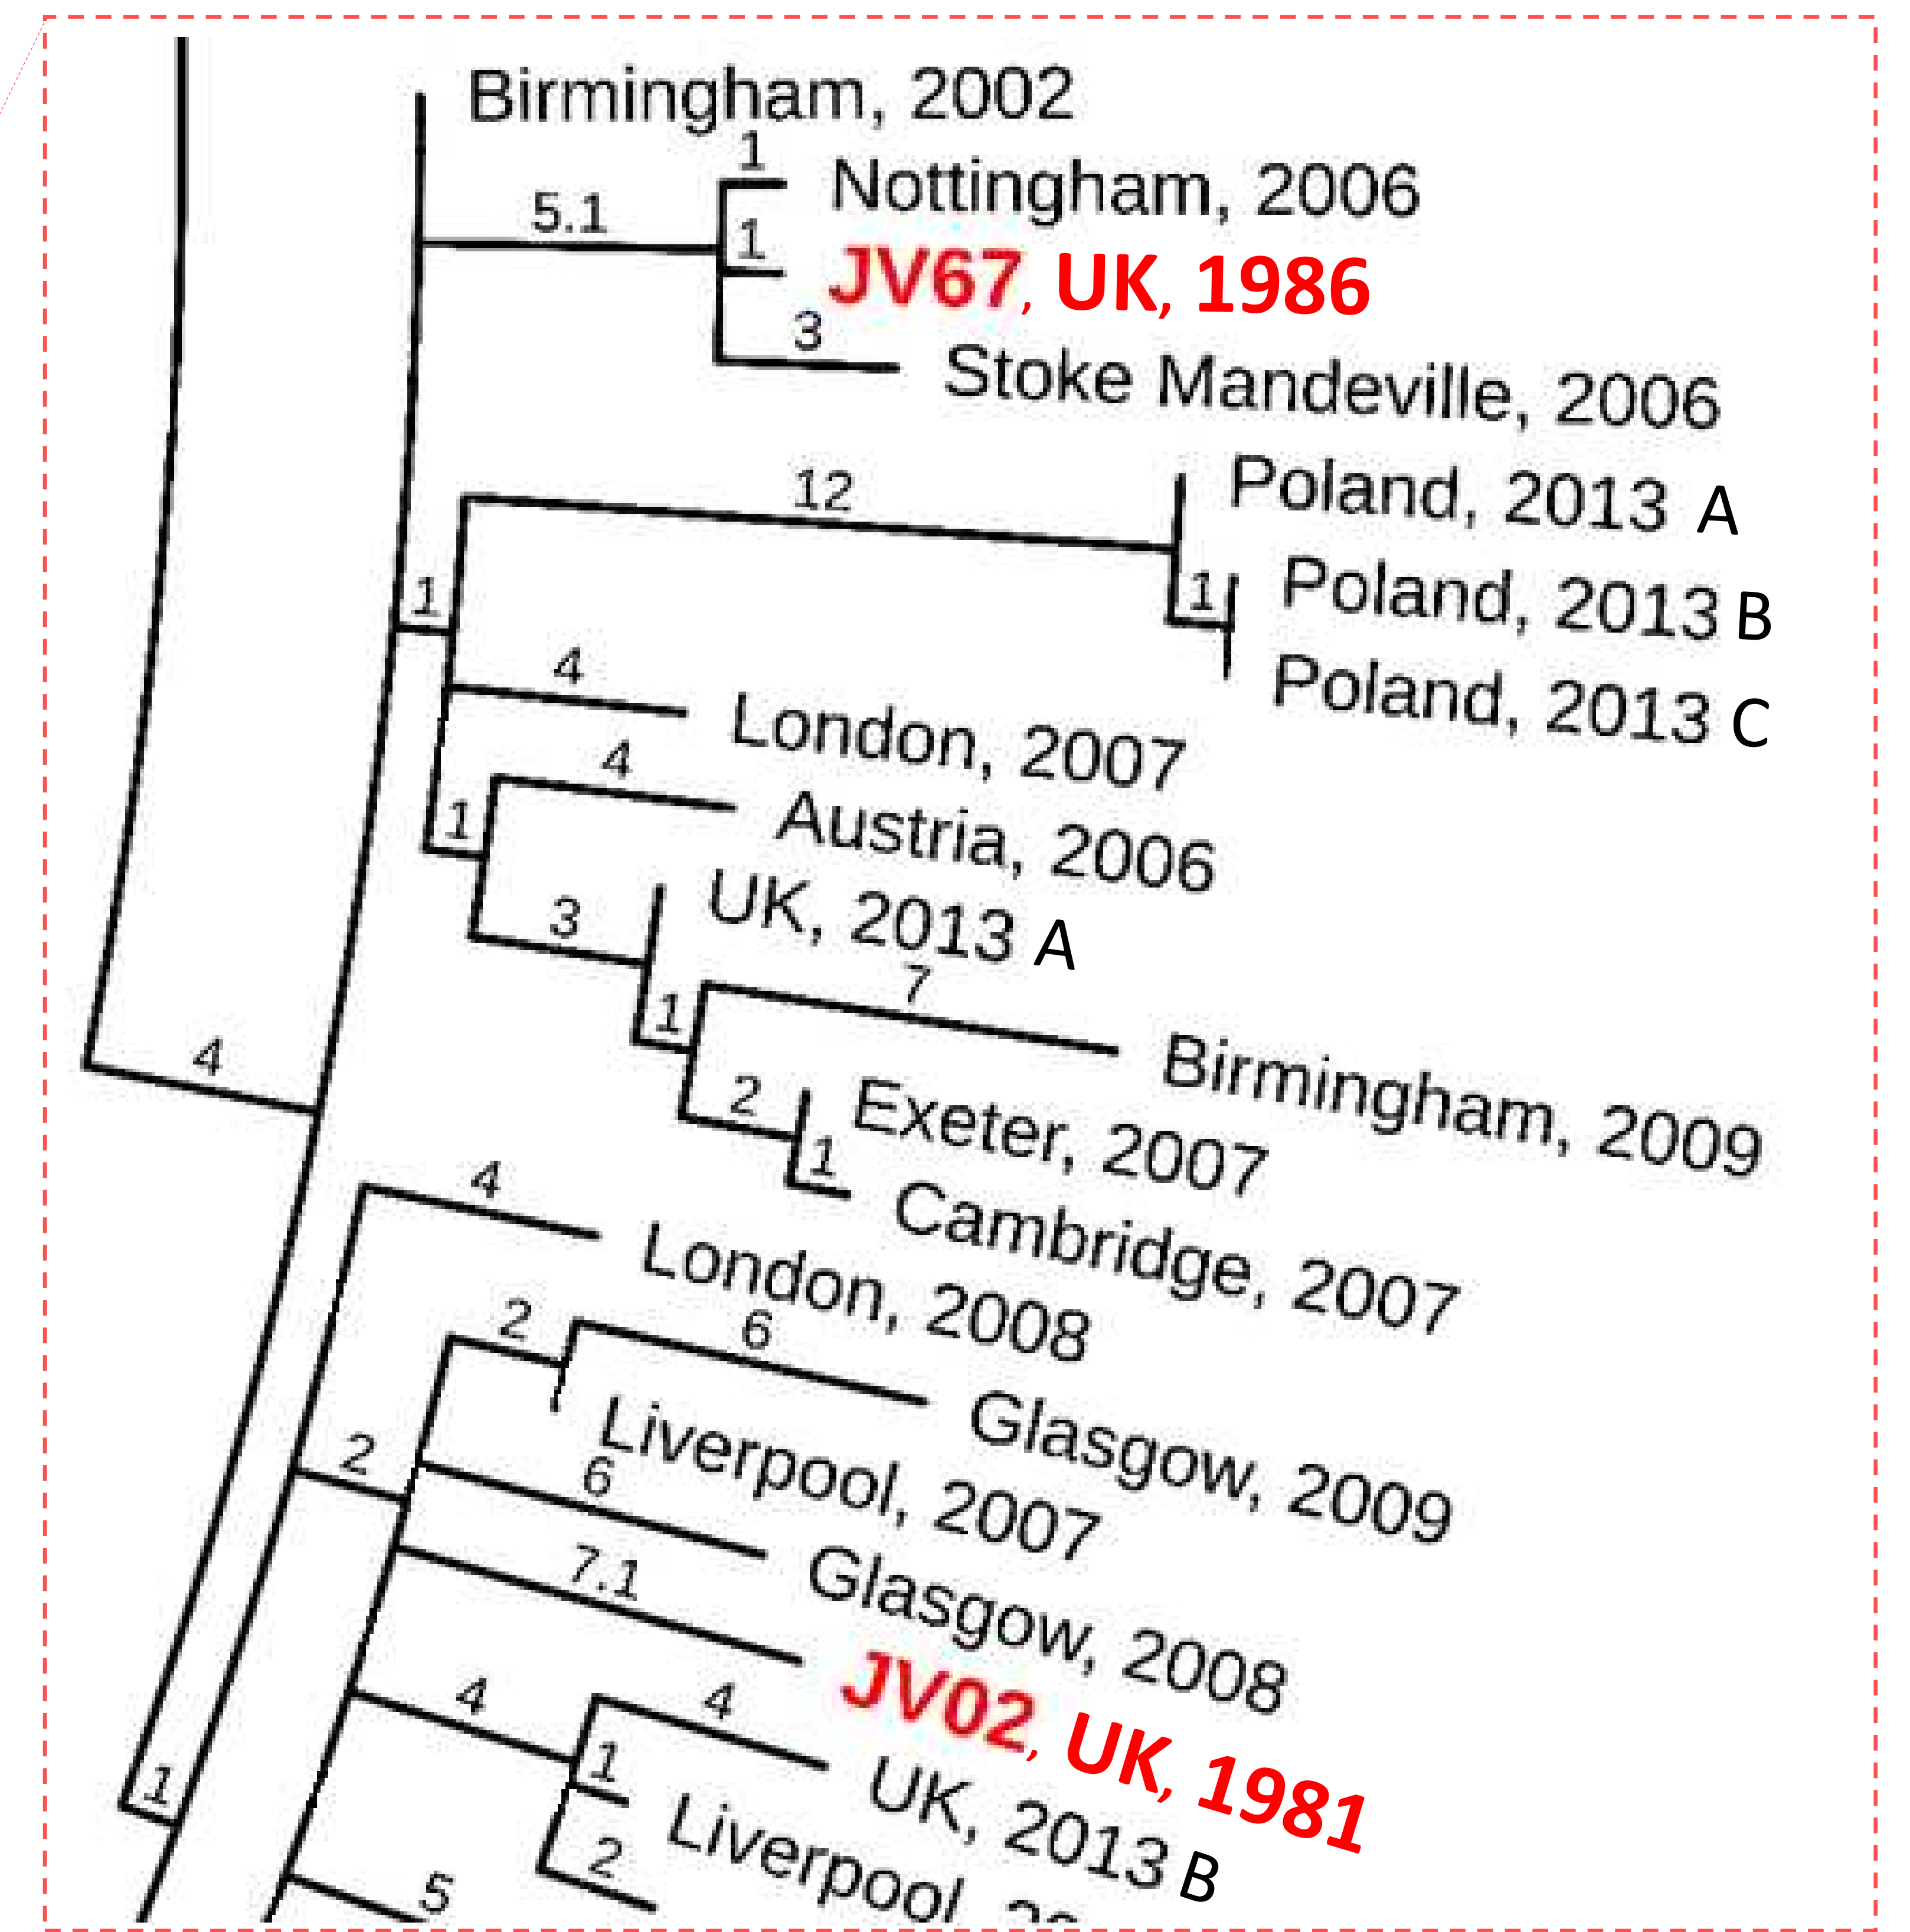 Birmingham, 2002
1
Nottingham, 2006
5.1
1
JV67, UK, 1986
3
Stoke Mandeville, 2006
12
Poland, 2013 A
1
Poland, 2013 B
1
Poland, 2013 C
4
London, 2007
4
Austria, 2006
1
UK, 2013 A
3
7
1
Birmingham, 2009
4
2
Exeter, 2007
1
Cambridge, 2007
4
London, 2008
2
6
Glasgow, 2009
Liverpool, 2007
2
6
Glasgow, 2008
7.1
JV02, UK, 1981
4
4
UK, 2013 B
1
1
Liverpool,
2
5